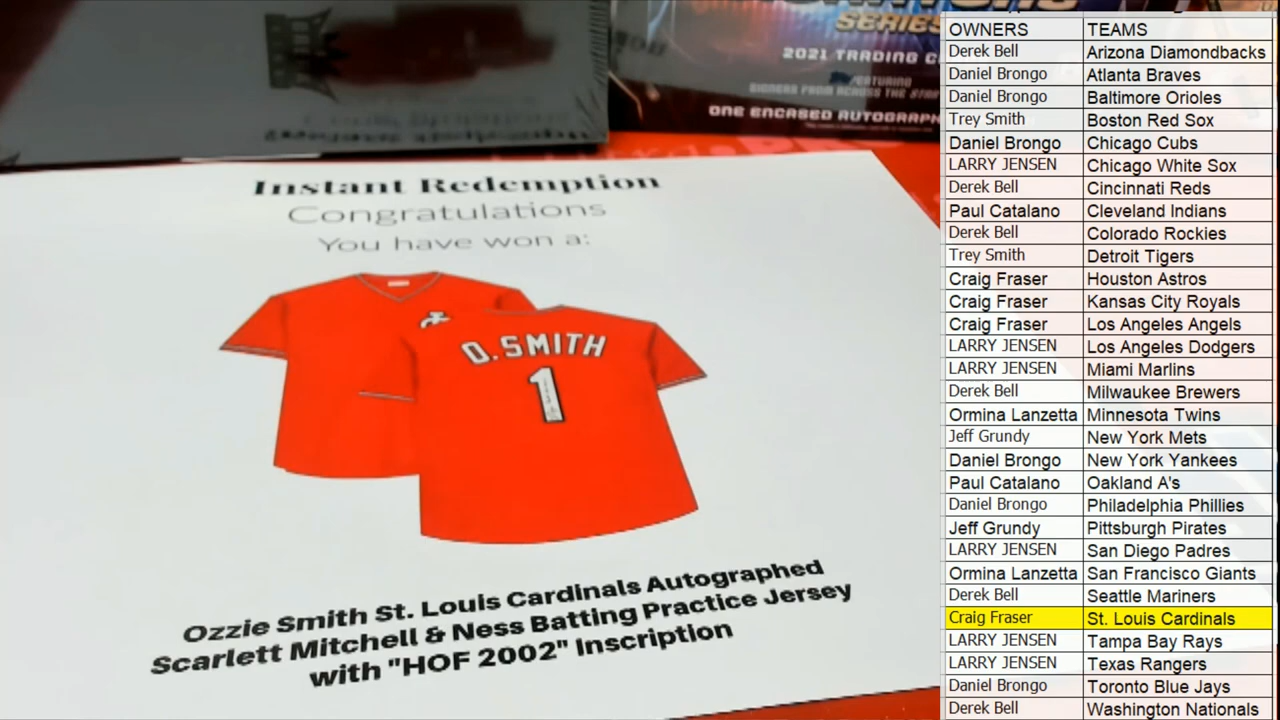 SERIES
2021 TRADING C
FEATURING
SIGNERS FROM ACROSS THE
ONE ENCASED AUTOGRAPH
Instant Redemption
Congratulations
You have won a:
O. SMITH
1
Ozzie Smith St. Louis Cardinals Autographed
Scarlett Mitchell & Ness Batting Practice Jersey
with "HOF 2002" Inscription
OWNERS TEAMS
Derek Bell Arizona Diamondbacks
Daniel Brongo Atlanta Braves
Daniel Brongo Baltimore Orioles
Trey Smith Boston Red Sox
Daniel Brongo Chicago Cubs
LARRY JENSEN Chicago White Sox
Derek Bell Cincinnati Reds
Paul Catalano Cleveland Indians
Derek Bell Colorado Rockies
Trey Smith Detroit Tigers
Craig Fraser Houston Astros
Craig Fraser Kansas City Royals
Craig Fraser Los Angeles Angels
LARRY JENSEN Los Angeles Dodgers
LARRY JENSEN Miami Marlins
Derek Bell Milwaukee Brewers
Ormina Lanzetta Minnesota Twins
Jeff Grundy New York Mets
Daniel Brongo New York Yankees
Paul Catalano Oakland A's
Daniel Brongo Philadelphia Phillies
Jeff Grundy Pittsburgh Pirates
LARRY JENSEN San Diego Padres
Ormina Lanzetta San Francisco Giants
Derek Bell Seattle Mariners
Craig Fraser St. Louis Cardinals
LARRY JENSEN Tampa Bay Rays
LARRY JENSEN Texas Rangers
Daniel Brongo Toronto Blue Jays
Derek Bell Washington Nationals